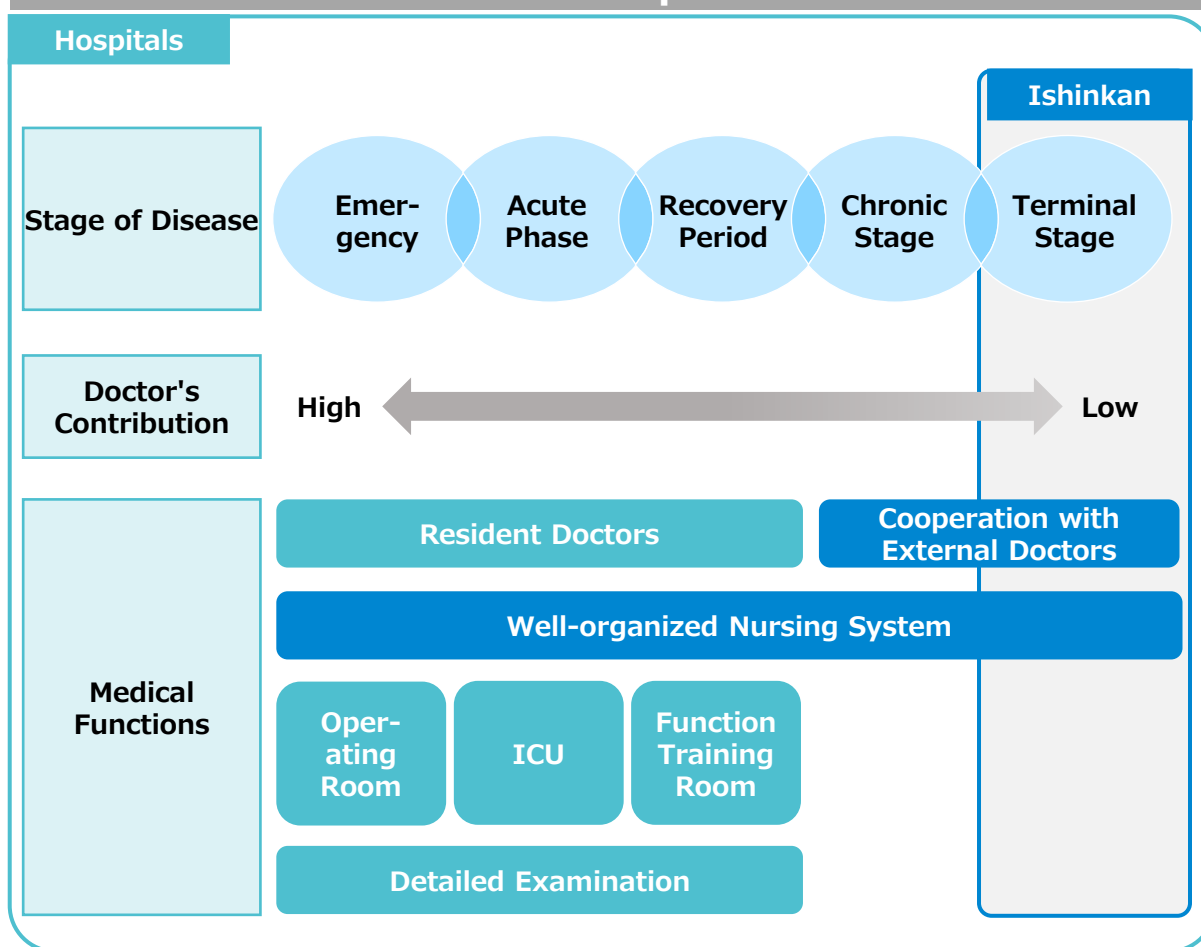 Hospitals
Ishinkan
Stage of Disease
Emer-
gency
Acute
Phase
Recovery
Period
Chronic
Stage
Terminal
Stage
Doctor's
Contribution
High
Low
Medical
Functions
Resident Doctors
Cooperation with
External Doctors
Well-organized Nursing System
Oper-
ating
Room
ICU
Function
Training
Room
Detailed Examination